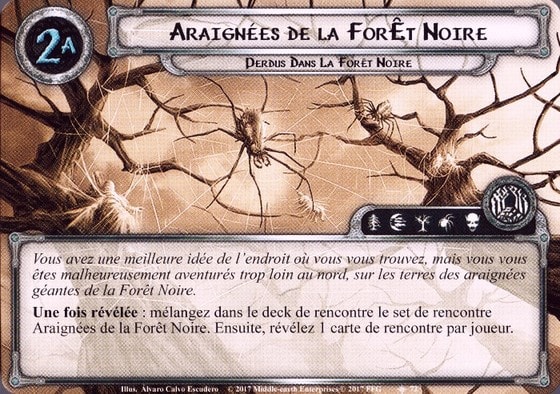 2A
Araignées de la Forêt Noire
Perdus Dans La Forêt Noire
Vous avez une meilleure idée de l'endroit où vous vous trouvez, mais vous vous
êtes malheureusement aventurés trop loin au nord, sur les terres des araignées
géantes de la Forêt Noire.
Une fois révélée : mélangez dans le deck de rencontre le set de rencontre
Araignées de la Forêt Noire. Ensuite, révélez 1 carte de rencontre par joueur.
Illus. Álvaro Calvo Escudero © 2017 Middle-earth Enterprises © 2017 FFG 72